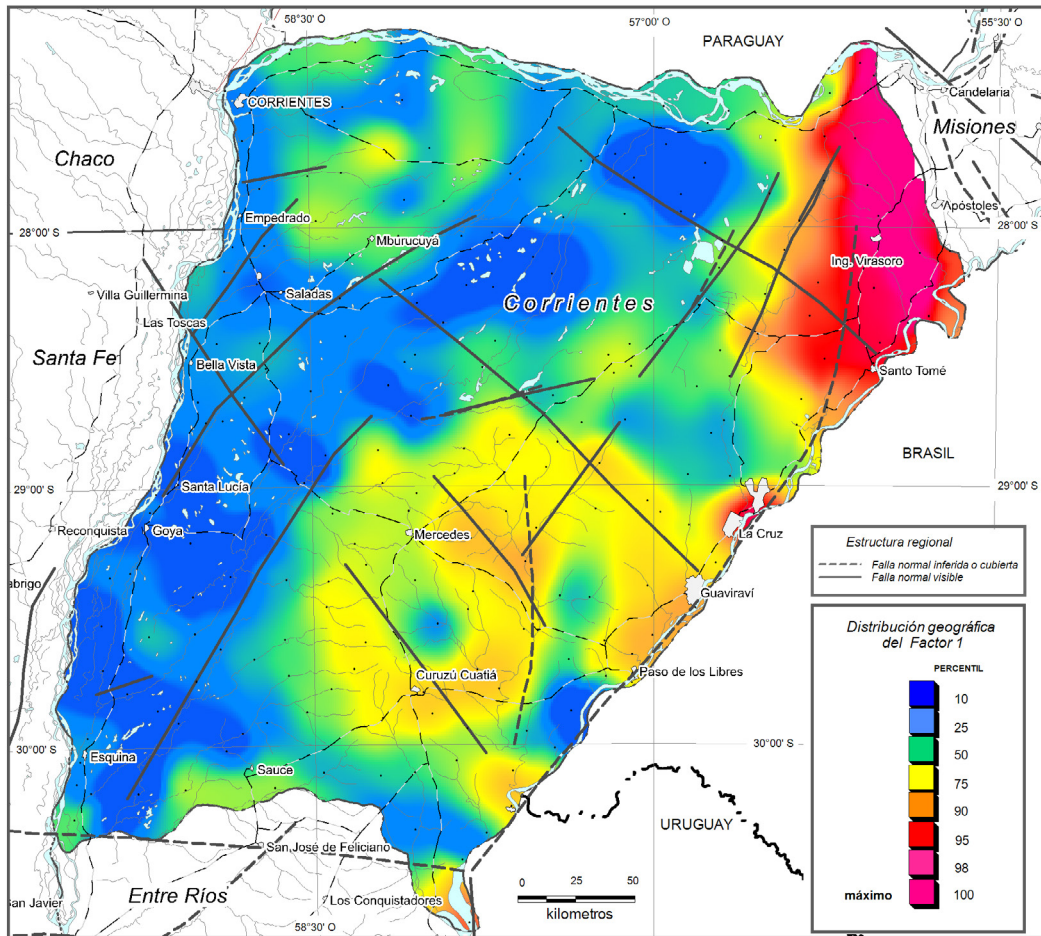 58°30' O
57°00' O
55°30' O
PARAGUAY
CORRIENTES
Candelaria
Chaco
Misiones
Empedrado
Apóstoles
28°00' S
Mburucuyá
28°00' S
Ing. Virasoro
Villa Guillermina
Saladas
Corrientes
Las Toscas
Santa Fe
Bella Vista
Santo Tomé
BRASIL
29°00' S
Santa Lucía
29°00' S
Reconquista
Goya
Mercedes
La Cruz
Estructura regional
Falla normal inferida o cubierta
Falla normal visible
abrigo
Guaviraví
Distribución geográfica
del Factor 1
PERCENTIL
10
25
50
75
90
95
98
máximo 100
Curuzú Cuatiá
Paso de los Libres
30°00' S
30°00' S
Esquina
Sauce
URUGUAY
San José de Feliciano
Entre Ríos
San Javier
Los Conquistadores
0 25 50
kilometros
58°30' O